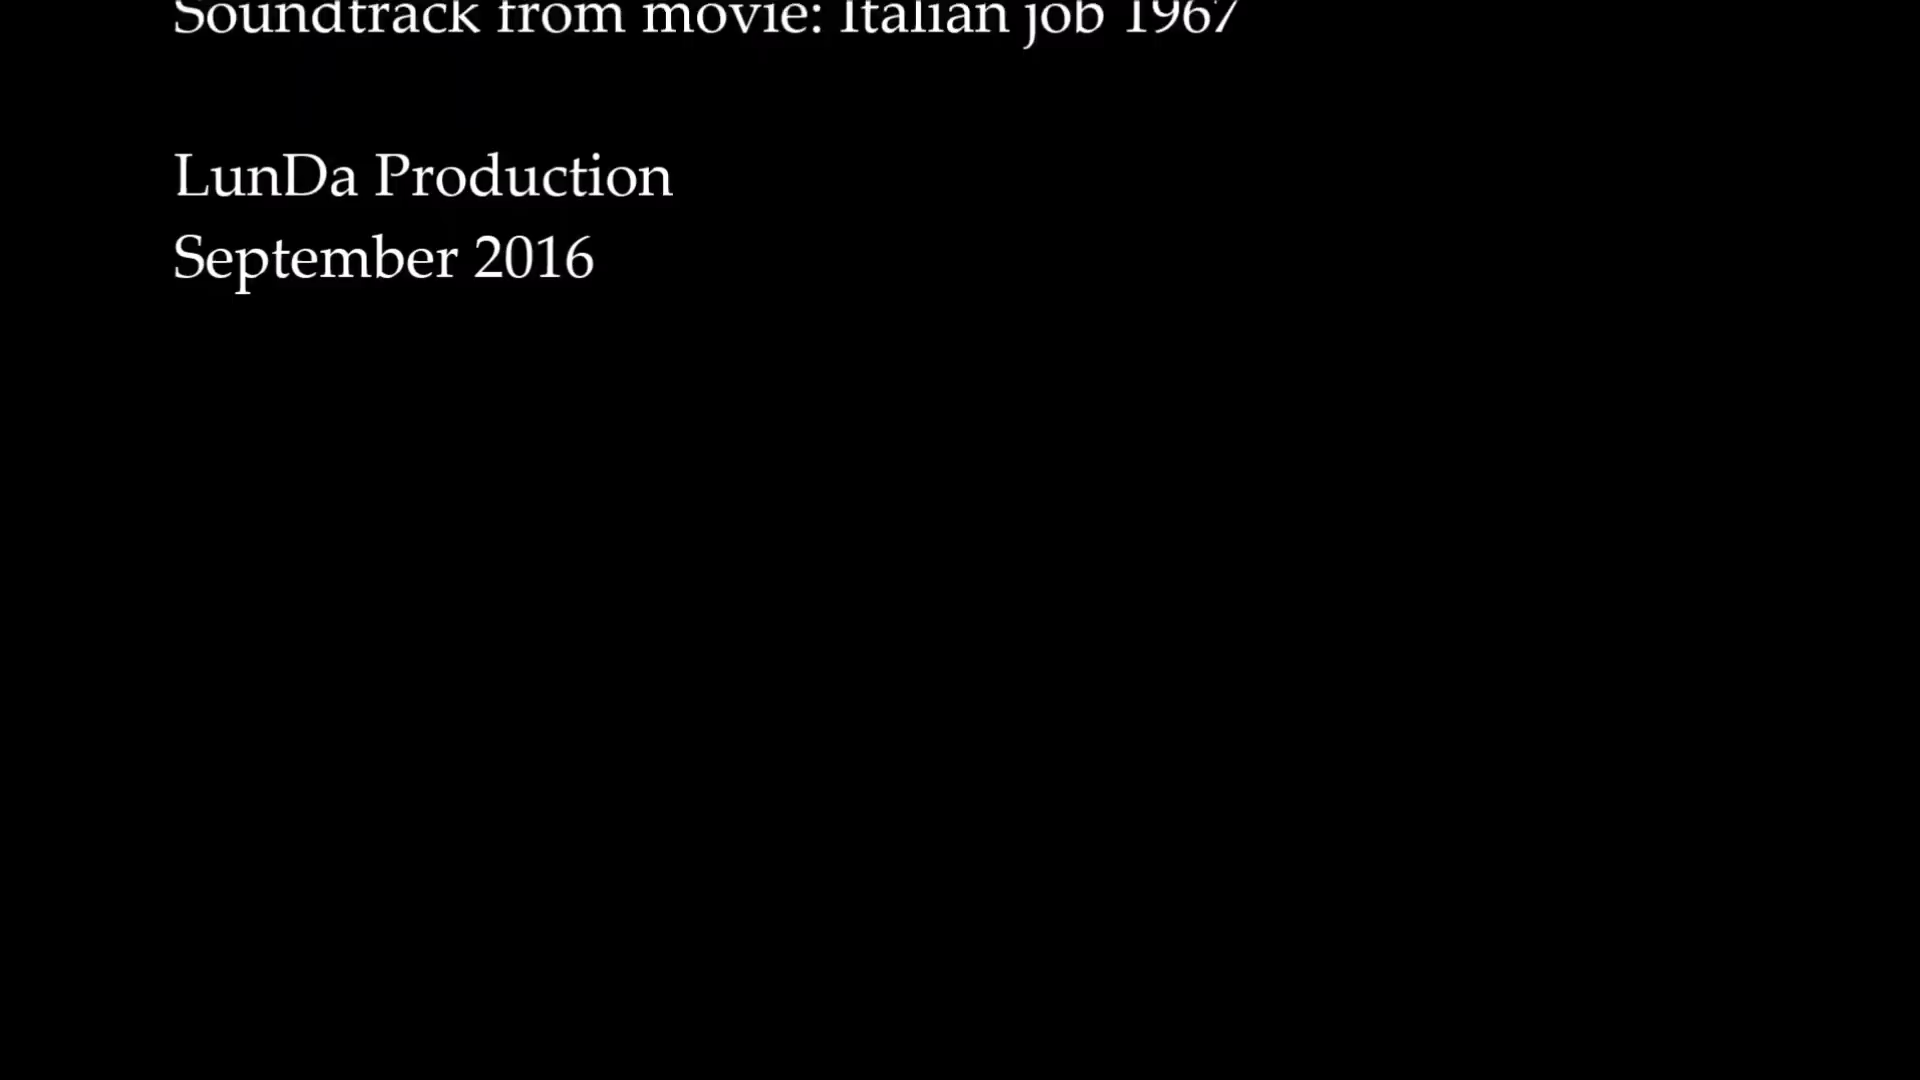 Soundtrack from movie: Italian job 1967
LunDa Production
September 2016